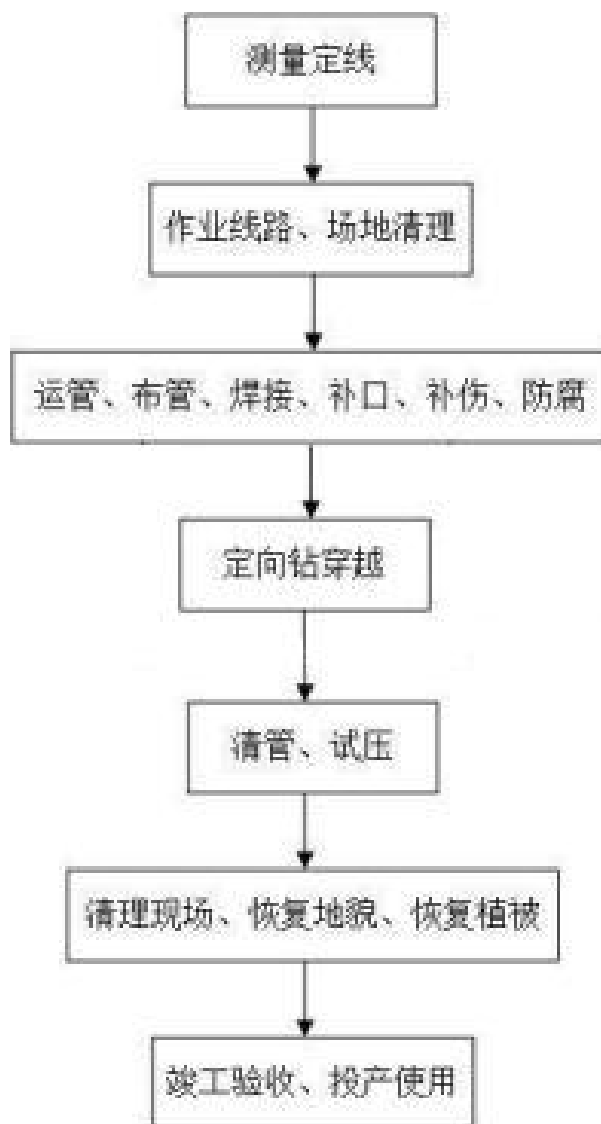 测量定线
作业线路、场地清理
运管、布管、焊接、补口、补伤、防腐
定向钻穿越
清管、试压
清理现场、恢复地貌、恢复植被
竣工验收、投产使用